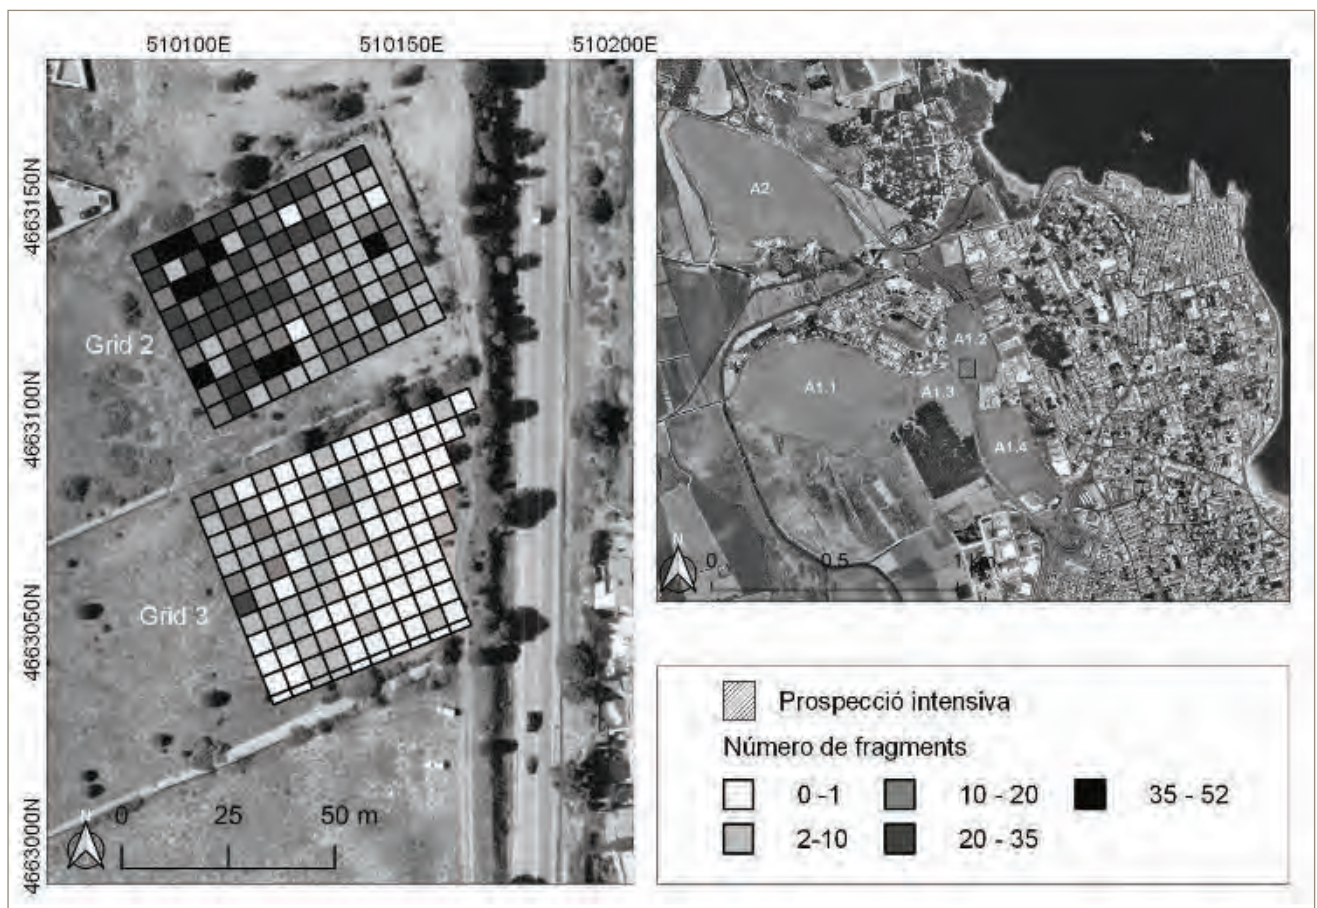 510100E 510150E 510200E
4663150N
4663100N
4663050N
4663000N
Grid 2
Grid 3
N
0 25 50 m
A2
A1.2
A1.1
A1.3
A1.4
N
0 0.5 1
Prospecció intensiva
Número de fragments
0 -1 10 - 20 35 - 52
2-10 20 - 35